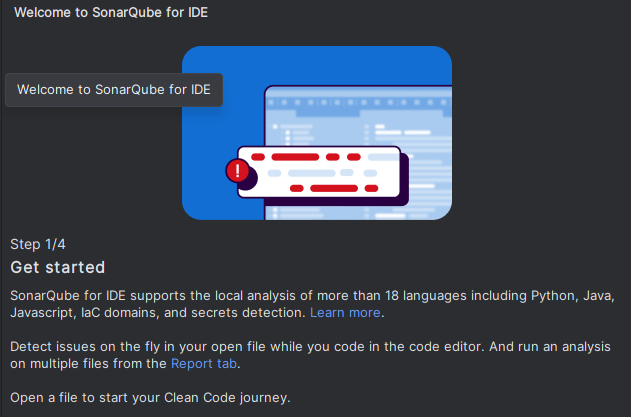 Welcome to SonarQube for IDE
Welcome to SonarQube for IDE
Step 1/4
Get started
SonarQube for IDE supports the local analysis of more than 18 languages including Python, Java,
Javascript, IaC domains, and secrets detection. Learn more.
Detect issues on the fly in your open file while you code in the code editor. And run an analysis
on multiple files from the Report tab.
Open a file to start your Clean Code journey.